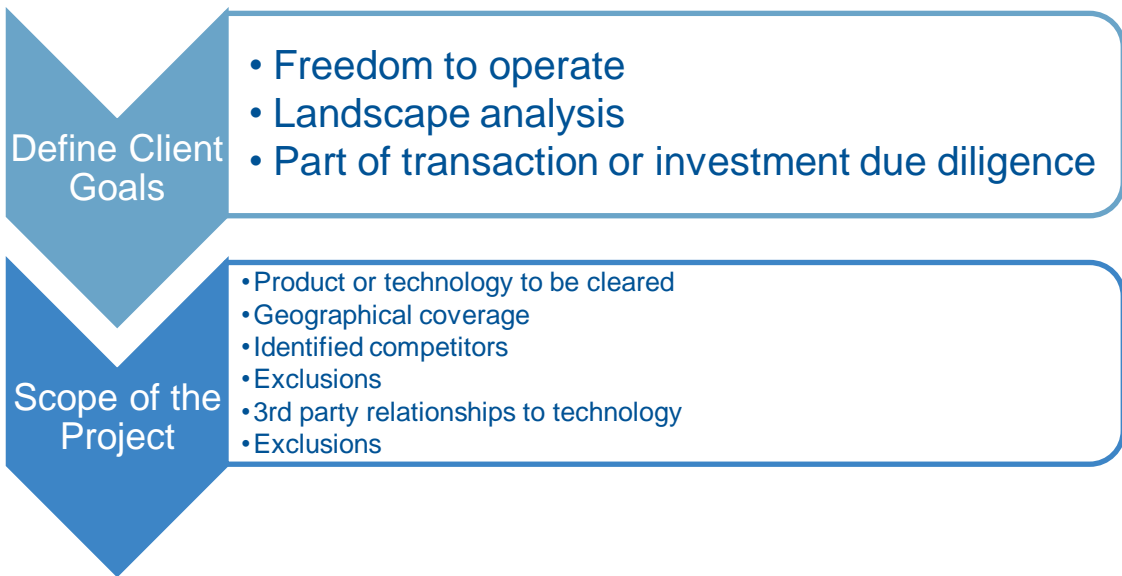 Define Client
Goals
• Freedom to operate
• Landscape analysis
• Part of transaction or investment due diligence
Scope of the
Project
•Product or technology to be cleared
•Geographical coverage
•Identified competitors
•Exclusions
•3rd party relationships to technology
•Exclusions